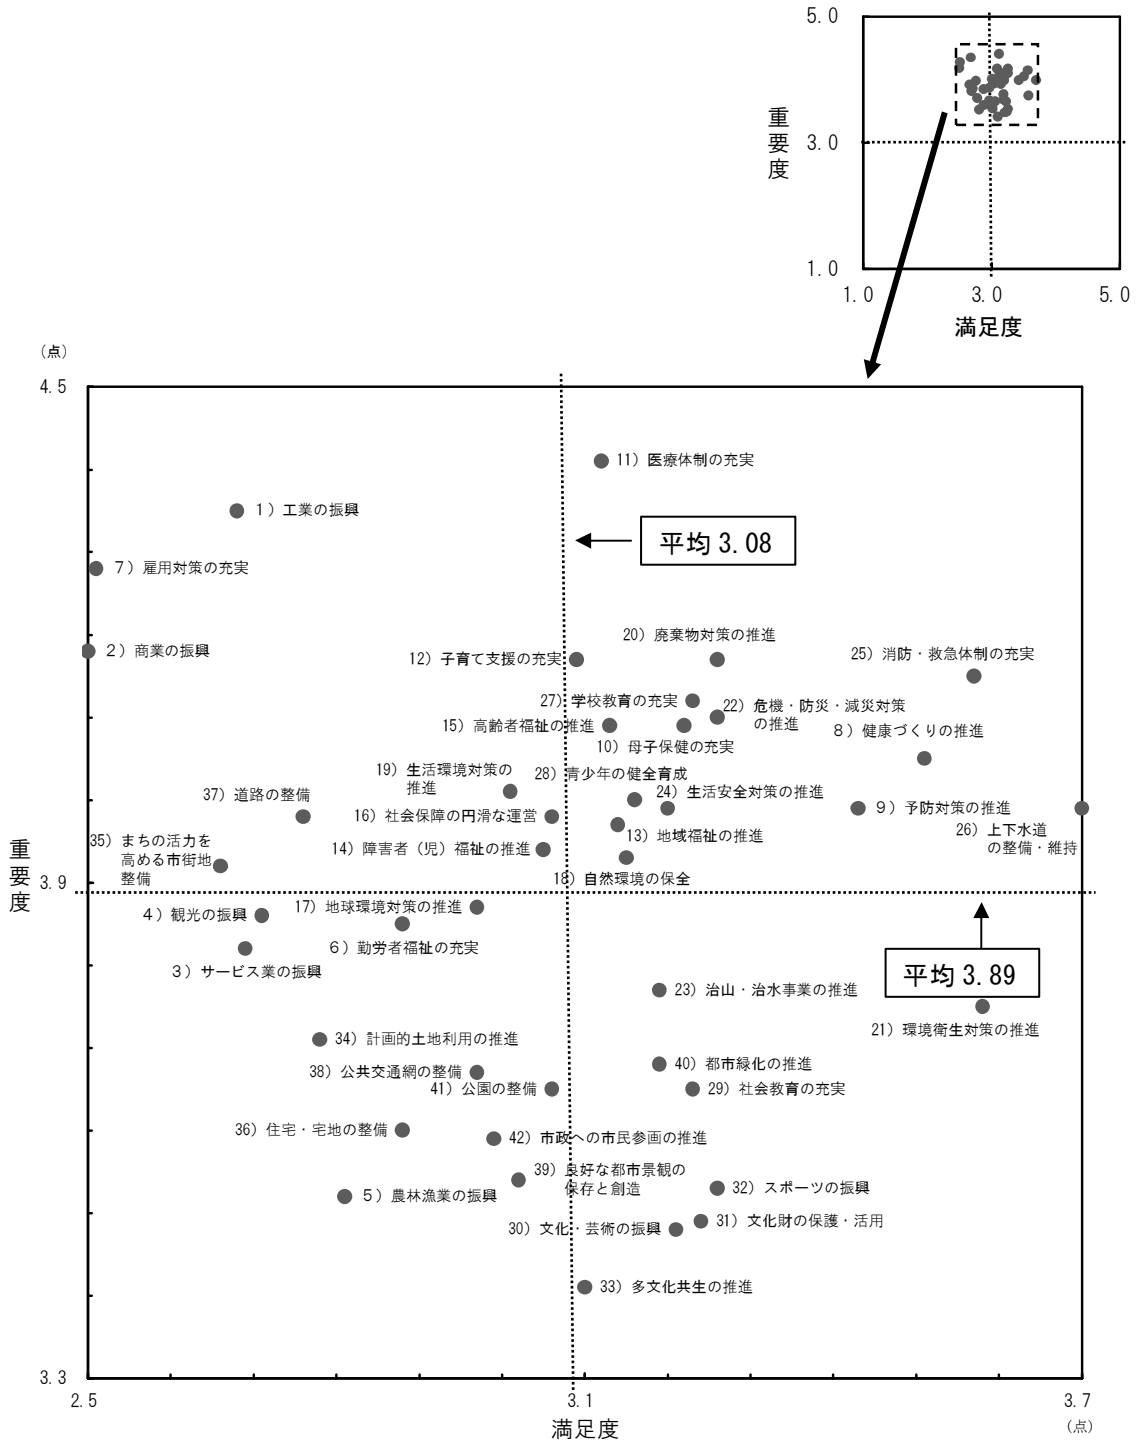 5.0
重要度
3.0
1.0
1.0 3.0 5.0
満足度
(点)
4.5
11) 医療体制の充実
1) 工業の振興
平均 3.08
7) 雇用対策の充実
20) 廃棄物対策の推進
2) 商業の振興
12) 子育て支援の充実
25) 消防・救急体制の充実
27) 学校教育の充実
22) 危機・防災・減災対策
の推進
15) 高齢者福祉の推進
8) 健康づくりの推進
10) 母子保健の充実
19) 生活環境対策の
推進
28) 青少年の健全育成
37) 道路の整備
24) 生活安全対策の推進
16) 社会保障の円滑な運営
9) 予防対策の推進
13) 地域福祉の推進
26) 上下水道
の整備・維持
35) まちの活力を
高める市街地
整備
14) 障害者(児)福祉の推進
18) 自然環境の保全
重要度
3.9
17) 地球環境対策の推進
4) 観光の振興
6) 勤労者福祉の充実
3) サービス業の振興
平均 3.89
23) 治山・治水事業の推進
21) 環境衛生対策の推進
34) 計画的土地利用の推進
40) 都市緑化の推進
38) 公共交通網の整備
41) 公園の整備
29) 社会教育の充実
36) 住宅・宅地の整備
42) 市政への市民参画の推進
39) 良好な都市景観の
保存と創造
32) スポーツの振興
5) 農林漁業の振興
31) 文化財の保護・活用
30) 文化・芸術の振興
33) 多文化共生の推進
3.3
2.5 3.1 3.7
満足度
(点)